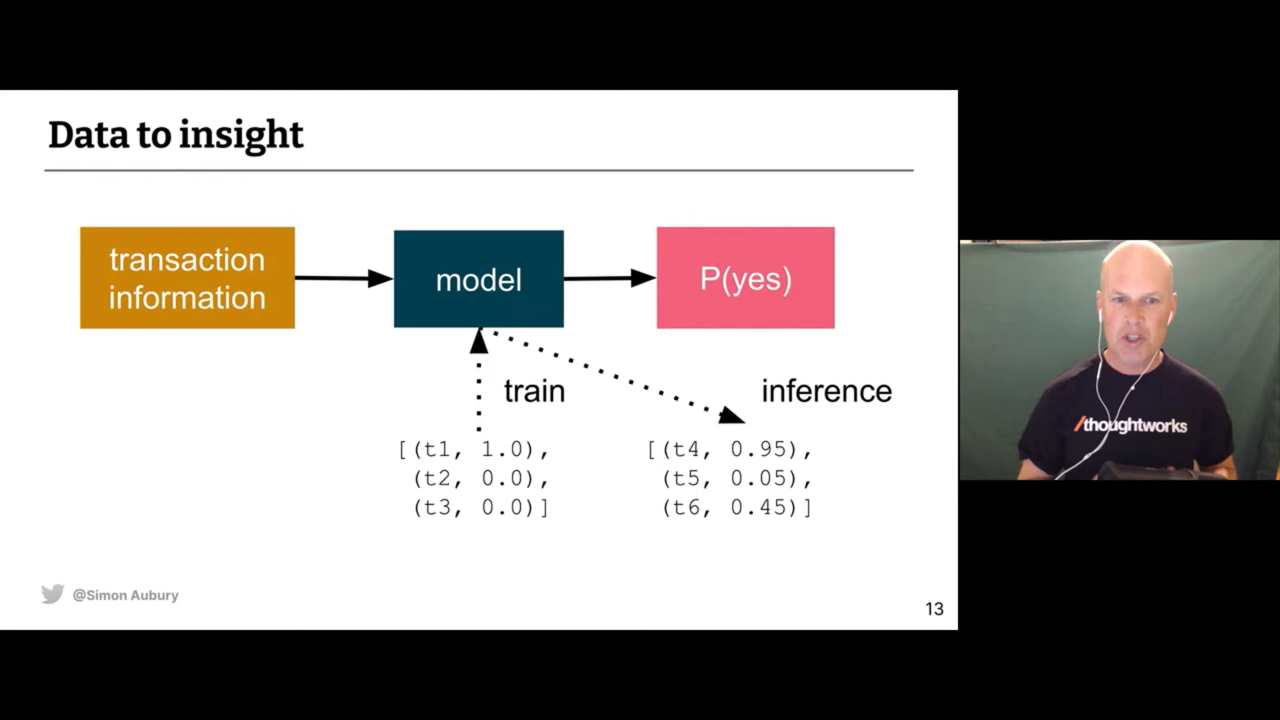 Data to insight
transaction
information
model
P(yes)
train
inference
[(t1, 1.0),
(t2, 0.0),
(t3, 0.0)]
[(t4, 0.95),
(t5, 0.05),
(t6, 0.45)]
@Simon Aubury
13
/thoughtworks